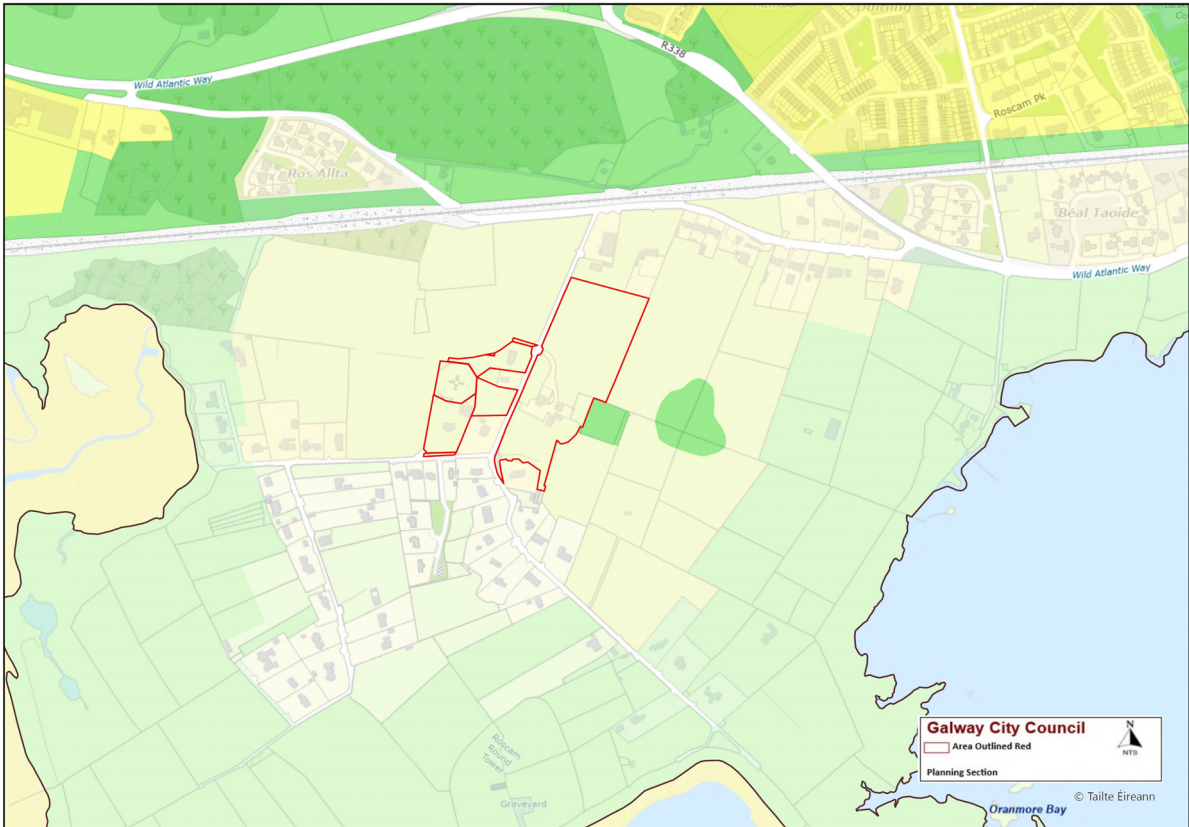 R338
Wild Atlantic Way
Roscam Pk
Ros Allta
Béal Taoide
Wild Atlantic Way
Galway City Council
Area Outlined Red
Planning Section
N
NTS
Roscam
Round
Tower
Graveyard
© Tailte Éireann
Oranmore Bay